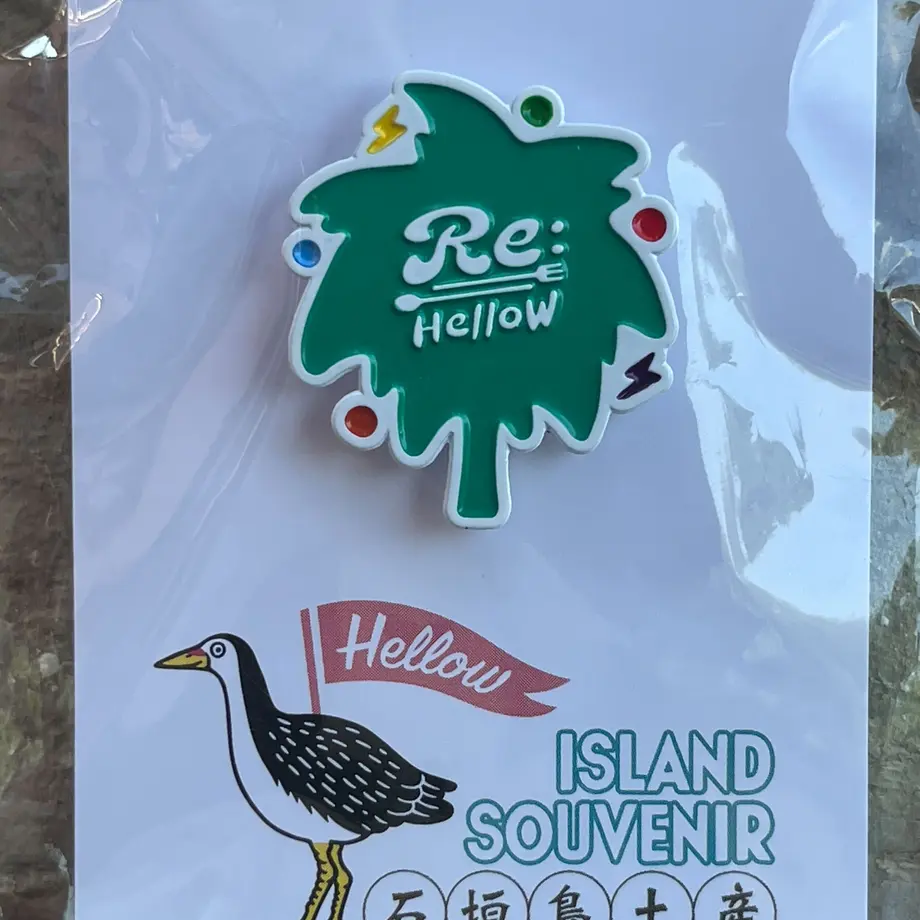 Re:
HelloW
Hellow
ISLAND
SOUVENIR
石垣島土産